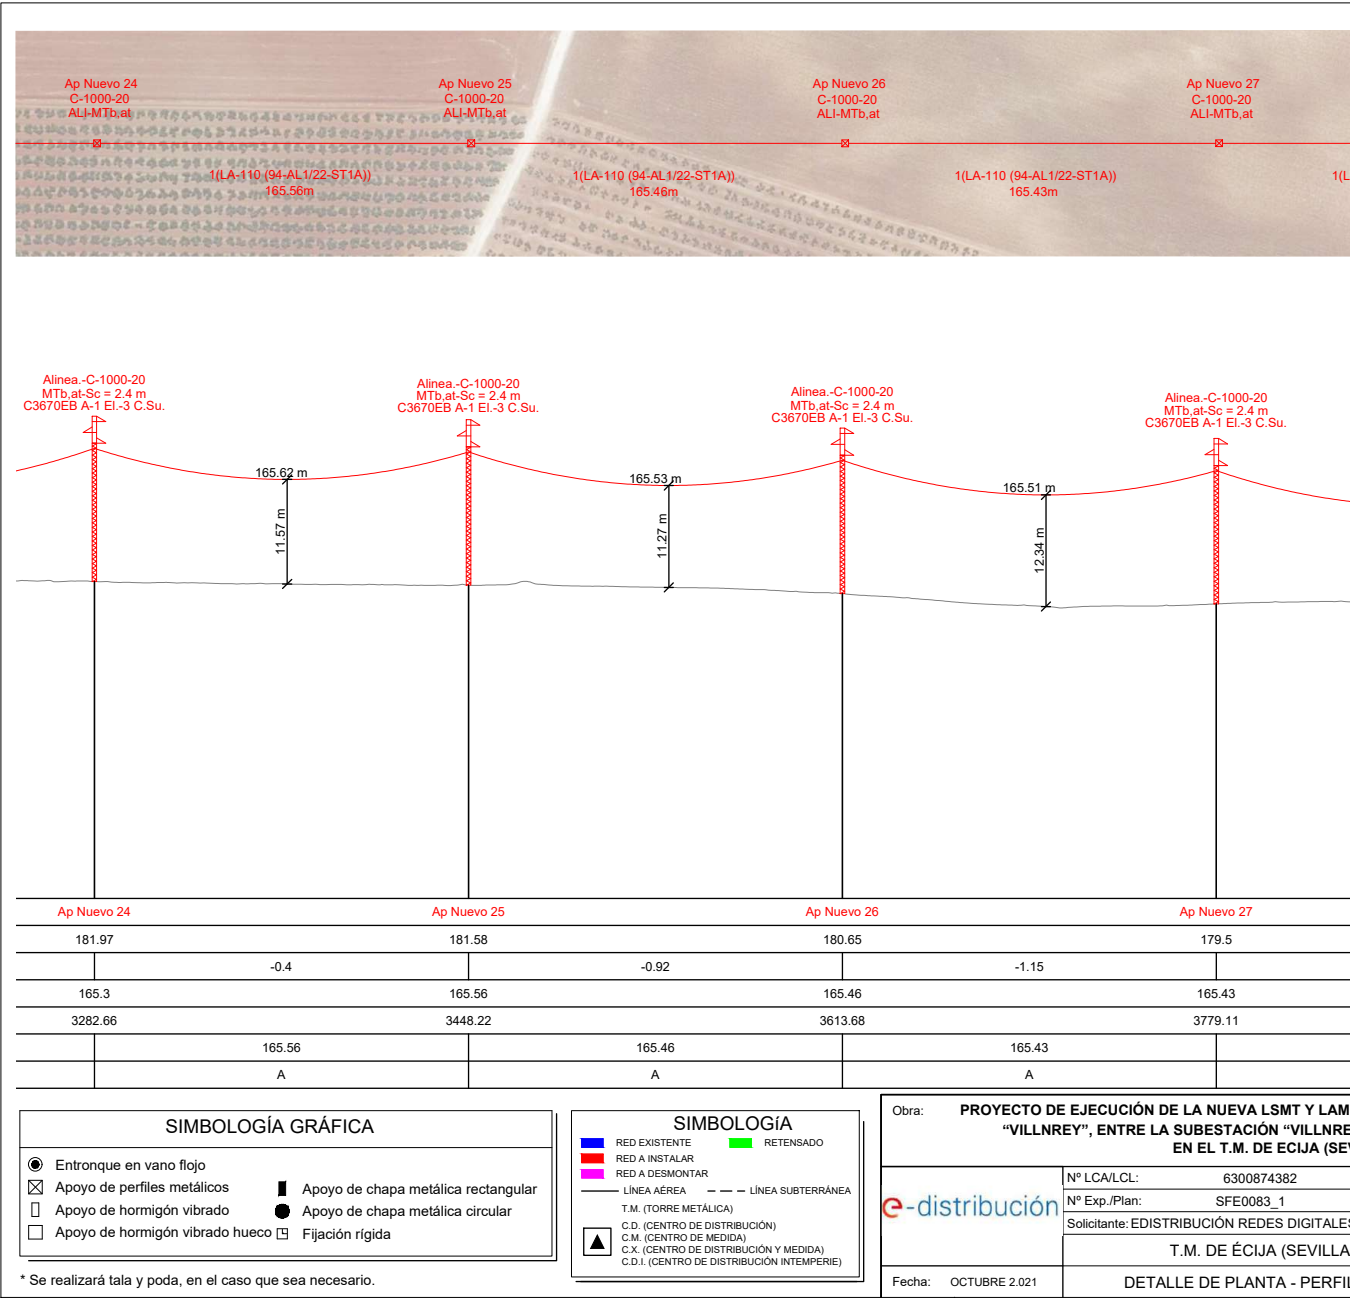 Ap Nuevo 24
C-1000-20
ALI-MTb,at
Ap Nuevo 25
C-1000-20
ALI-MTb,at
Ap Nuevo 26
C-1000-20
ALI-MTb,at
Ap Nuevo 27
C-1000-20
ALI-MTb,at
1(LA-110 (94-AL1/22-ST1A))
165.56m
1(LA-110 (94-AL1/22-ST1A))
165.46m
1(LA-110 (94-AL1/22-ST1A))
165.43m
1(L
Alinea.-C-1000-20
MTb,at-Sc = 2.4 m
C3670EB A-1 El.-3 C.Su.
Alinea.-C-1000-20
MTb,at-Sc = 2.4 m
C3670EB A-1 El.-3 C.Su.
Alinea.-C-1000-20
MTb,at-Sc = 2.4 m
C3670EB A-1 El.-3 C.Su.
Alinea.-C-1000-20
MTb,at-Sc = 2.4 m
C3670EB A-1 El.-3 C.Su.
165.62 m
11.57 m
165.53 m
11.27 m
165.51 m
12.34 m
Ap Nuevo 24 Ap Nuevo 25 Ap Nuevo 26 Ap Nuevo 27
181.97 181.58 180.65 179.5
-0.4 -0.92 -1.15
165.3 165.56 165.46 165.43
3282.66 3448.22 3613.68 3779.11
165.56 165.46 165.43
A A A
SIMBOLOGÍA GRÁFICA
Entronque en vano flojo
Apoyo de perfiles metálicos
Apoyo de hormigón vibrado
Apoyo de hormigón vibrado hueco
Apoyo de chapa metálica rectangular
Apoyo de chapa metálica circular
Fijación rígida
* Se realizará tala y poda, en el caso que sea necesario.
SIMBOLOGíA
RED EXISTENTE
RETENSADO
RED A INSTALAR
RED A DESMONTAR
LÍNEA AÉREA
LÍNEA SUBTERRÁNEA
T.M. (TORRE METÁLICA)
C.D. (CENTRO DE DISTRIBUCIÓN)
C.M. (CENTRO DE MEDIDA)
C.X. (CENTRO DE DISTRIBUCIÓN Y MEDIDA)
C.D.I. (CENTRO DE DISTRIBUCIÓN INTEMPERIE)
Obra:
PROYECTO DE EJECUCIÓN DE LA NUEVA LSMT Y LAM
“VILLNREY”, ENTRE LA SUBESTACIÓN “VILLNRE
EN EL T.M. DE ECIJA (SE
e-distribución
Nº LCA/LCL: 6300874382
Nº Exp./Plan: SFE0083_1
Solicitante: EDISTRIBUCIÓN REDES DIGITALES
T.M. DE ÉCIJA (SEVILLA
Fecha: OCTUBRE 2.021
DETALLE DE PLANTA - PERFIL